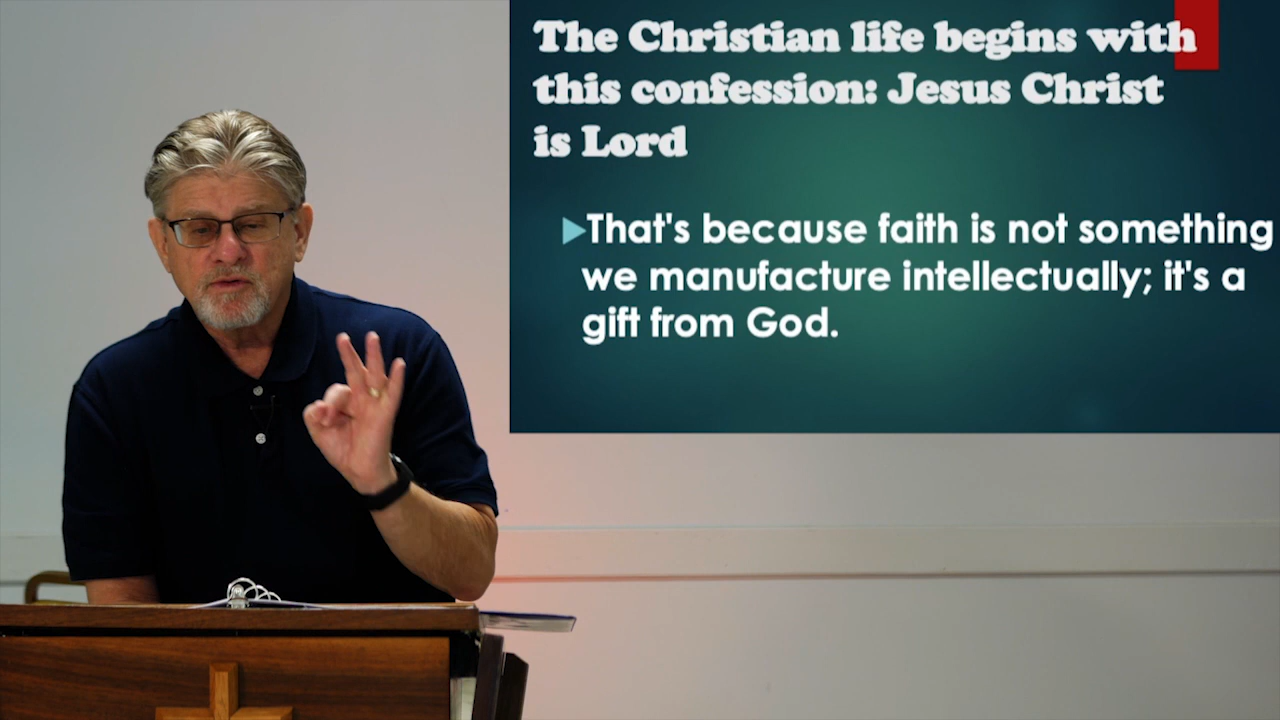 The Christian life begins with
this confession: Jesus Christ
is Lord
That's because faith is not something
we manufacture intellectually; it's a
gift from God.